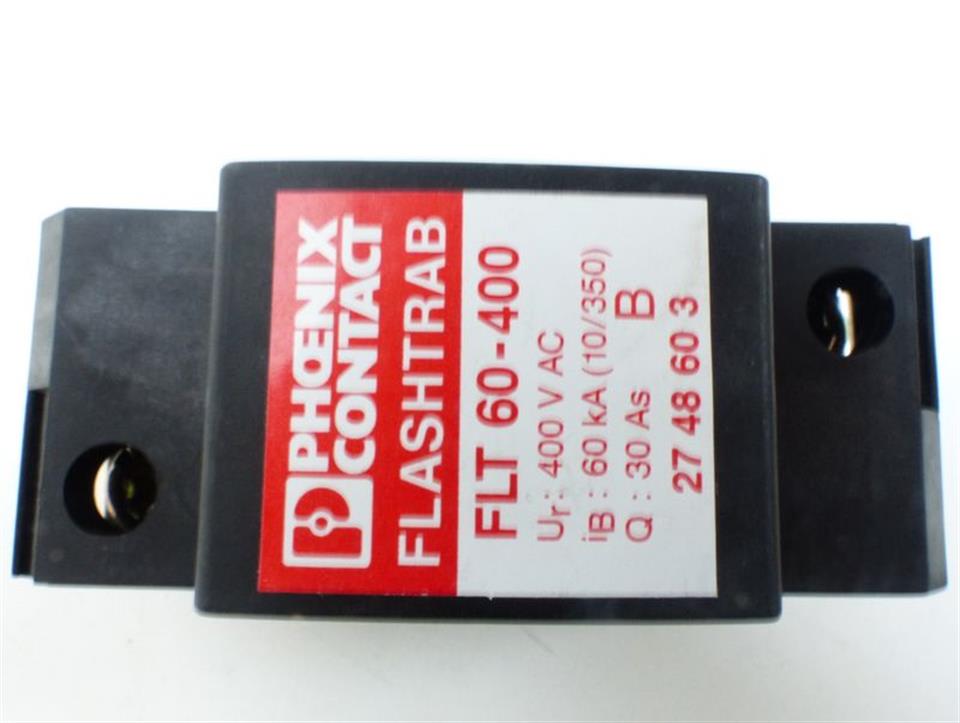 PHŒNIX
CONTACT
FLASHTRAB
FLT 60-400
Ur : 400 V AC
iB : 60 kA (10/350)
Q : 30 As B
27 48 60 3